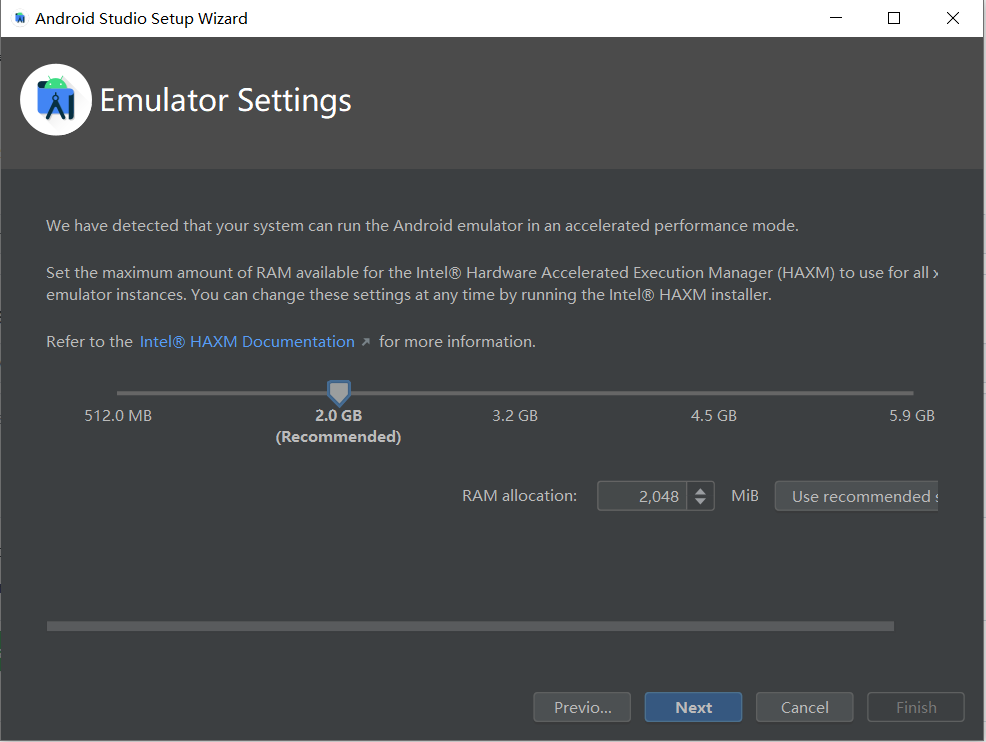 Android Studio Setup Wizard
Emulator Settings
We have detected that your system can run the Android emulator in an accelerated performance mode.
Set the maximum amount of RAM available for the Intel® Hardware Accelerated Execution Manager (HAXM) to use for all
emulator instances. You can change these settings at any time by running the Intel® HAXM installer.
Refer to the Intel® HAXM Documentation ↗ for more information.
512.0 MB 2.0 GB 3.2 GB 4.5 GB 5.9 GB
(Recommended)
RAM allocation: 2,048 MiB Use recommended
Previo... Next Cancel Finish